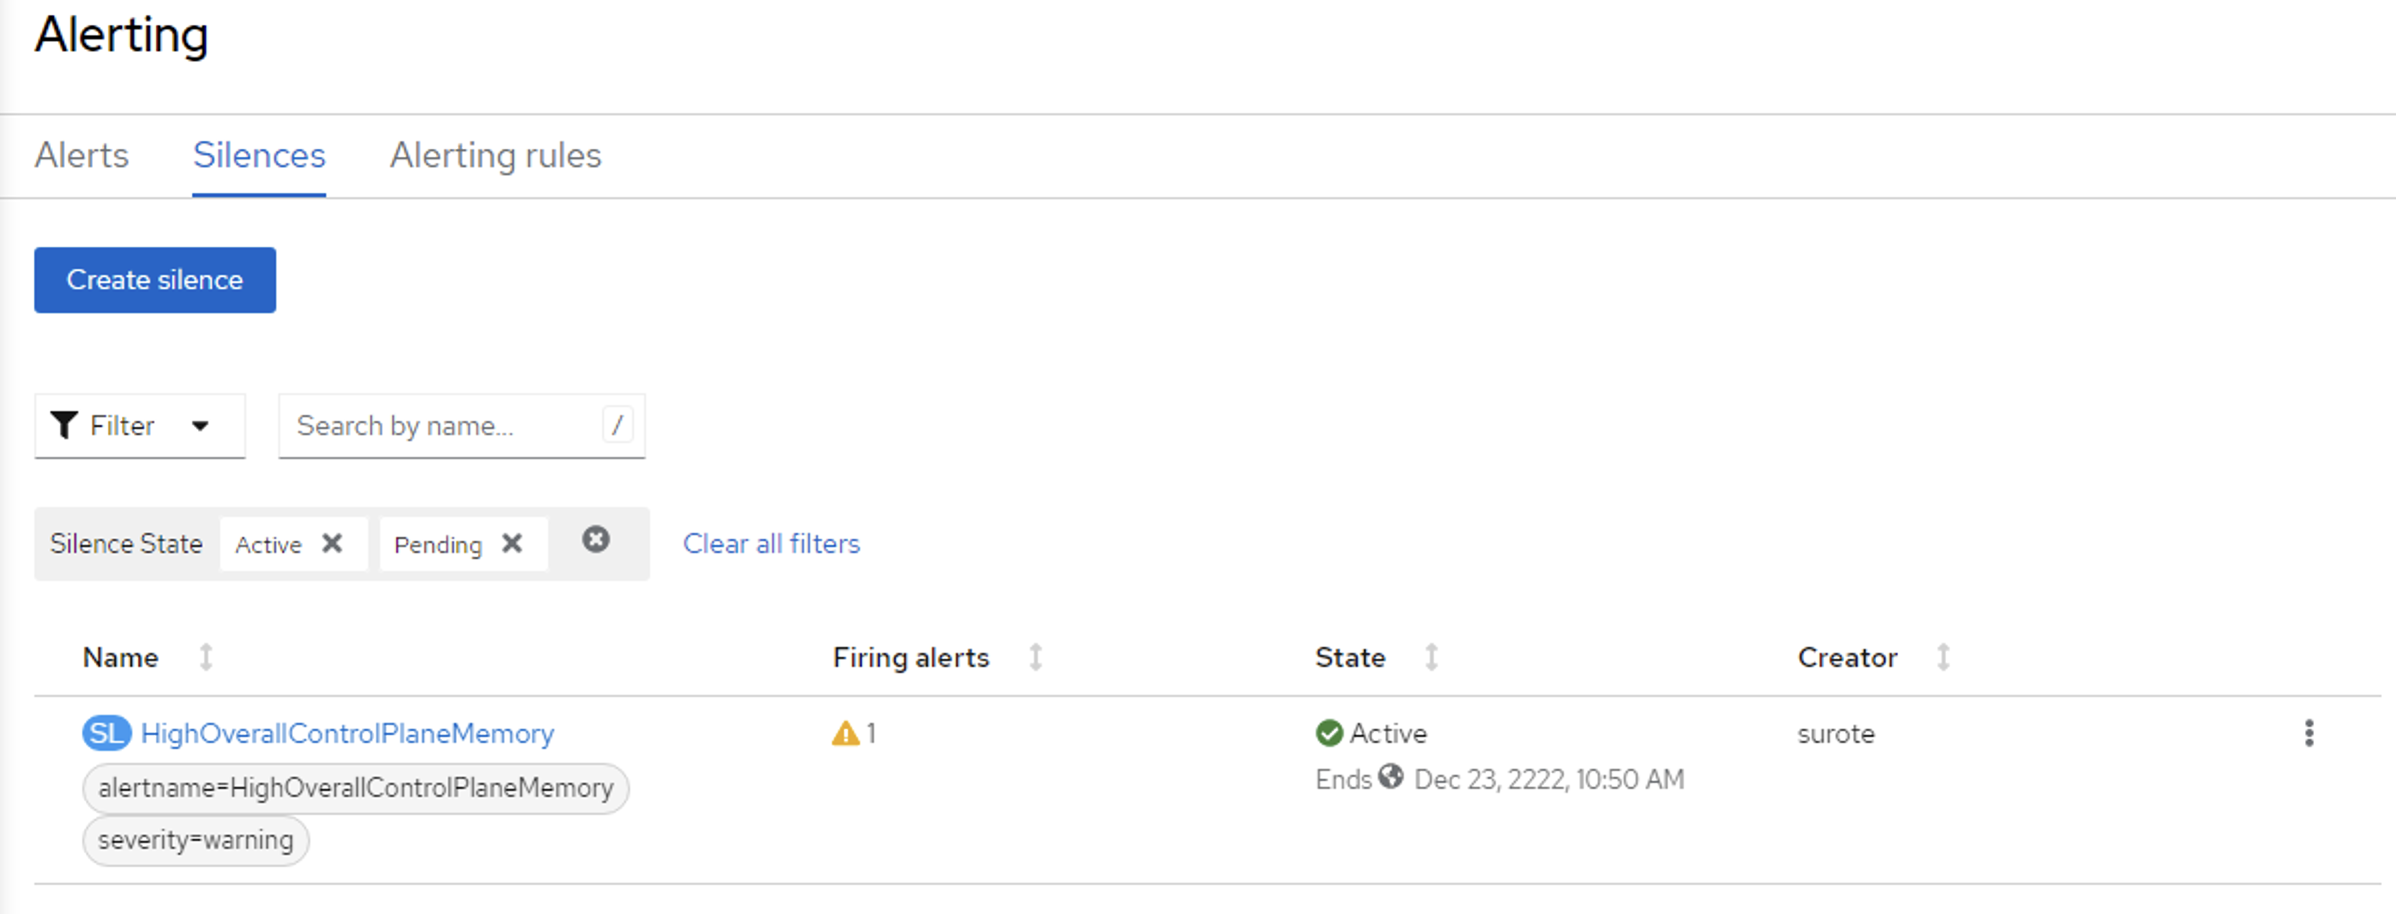 Alerting
Alerts Silences Alerting rules
Create silence
Filter Search by name... /
Silence State Active Pending Clear all filters
Name Firing alerts State Creator
SL HighOverallControlPlaneMemory 1 Active surote
Ends Dec 23, 2222, 10:50 AM
alertname=HighOverallControlPlaneMemory
severity=warning